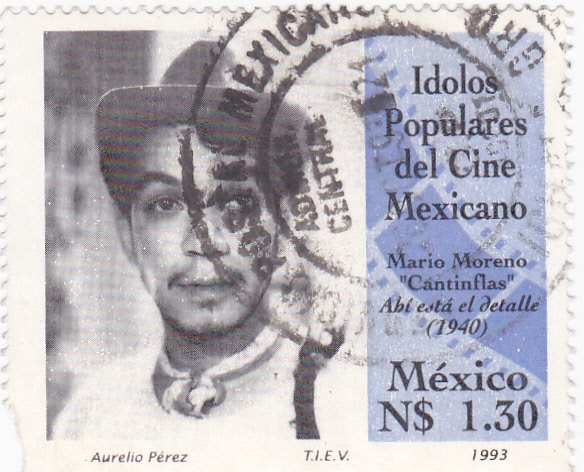 Idolos
Populares
del Cine
Mexicano
Mario Moreno
"Cantinflas"
Ahí está el detalle
(1940)
México
N$ 1.30
Aurelio Pérez
T.I.E.V.
1993
MEXICANO
CENTRAL